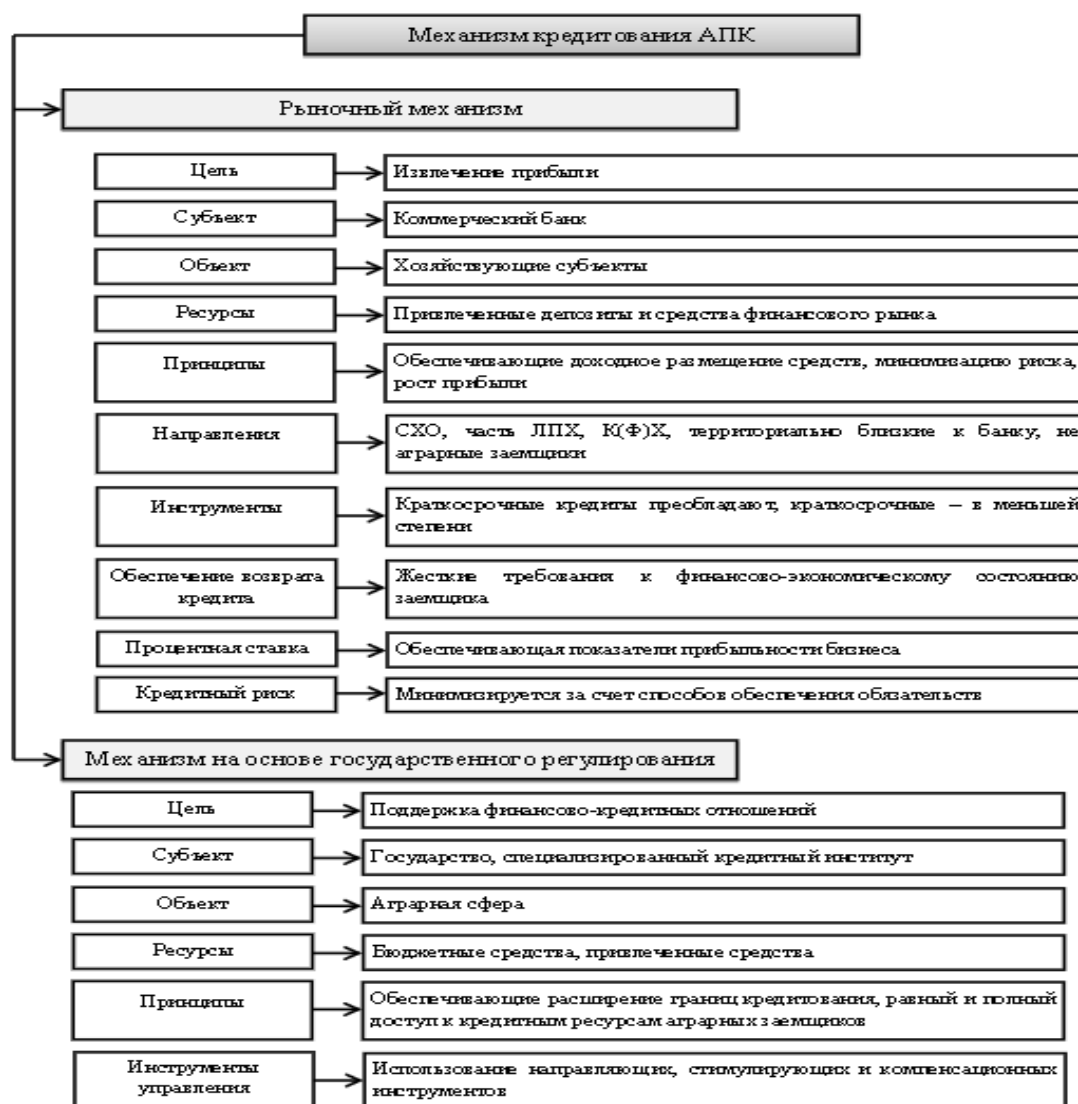 Механизм кредитования АПК
Рыночный механизм
Цель
Извлечение прибыли
Субъект
Коммерческий банк
Объект
Хозяйствующие субъекты
Ресурсы
Привлеченные депозиты и средства финансового рынка
Принципы
Обеспечивающие доходное размещение средств, минимизацию риска,
рост прибыли
Направления
СХО, часть ЛПХ, К(Ф)Х, территориально близкие к банку, не
аграрные заемщики
Инструменты
Краткосрочные кредиты преобладают, краткосрочные – в меньшей
степени
Обеспечение возврата
кредита
Жесткие требования к финансово-экономическому состоянию
заемщика
Процентная ставка
Обеспечивающая показатели прибыльности бизнеса
Кредитный риск
Минимизируется за счет способов обеспечения обязательств
Механизм на основе государственного регулирования
Цель
Поддержка финансово-кредитных отношений
Субъект
Государство, специализированный кредитный институт
Объект
Аграрная сфера
Ресурсы
Бюджетные средства, привлеченные средства
Принципы
Обеспечивающие расширение границ кредитования, равный и полный
доступ к кредитным ресурсам аграрных заемщиков
Инструменты
управления
Использование направляющих, стимулирующих и компенсационных
инструментов